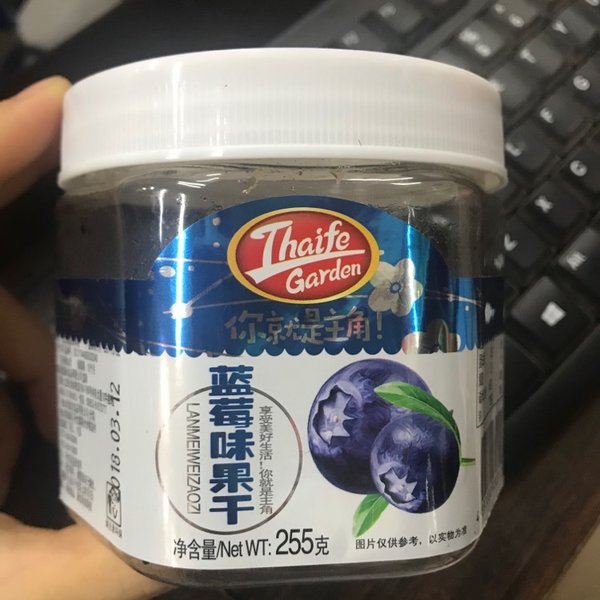 Thaife
Garden
你就是主角!
蓝莓味果干
LANMEIWEIZAOZI
享受美好生活!你就是主角
2018.03.12
净含量/Net WT: 255克
图片仅供参考，以实物为准